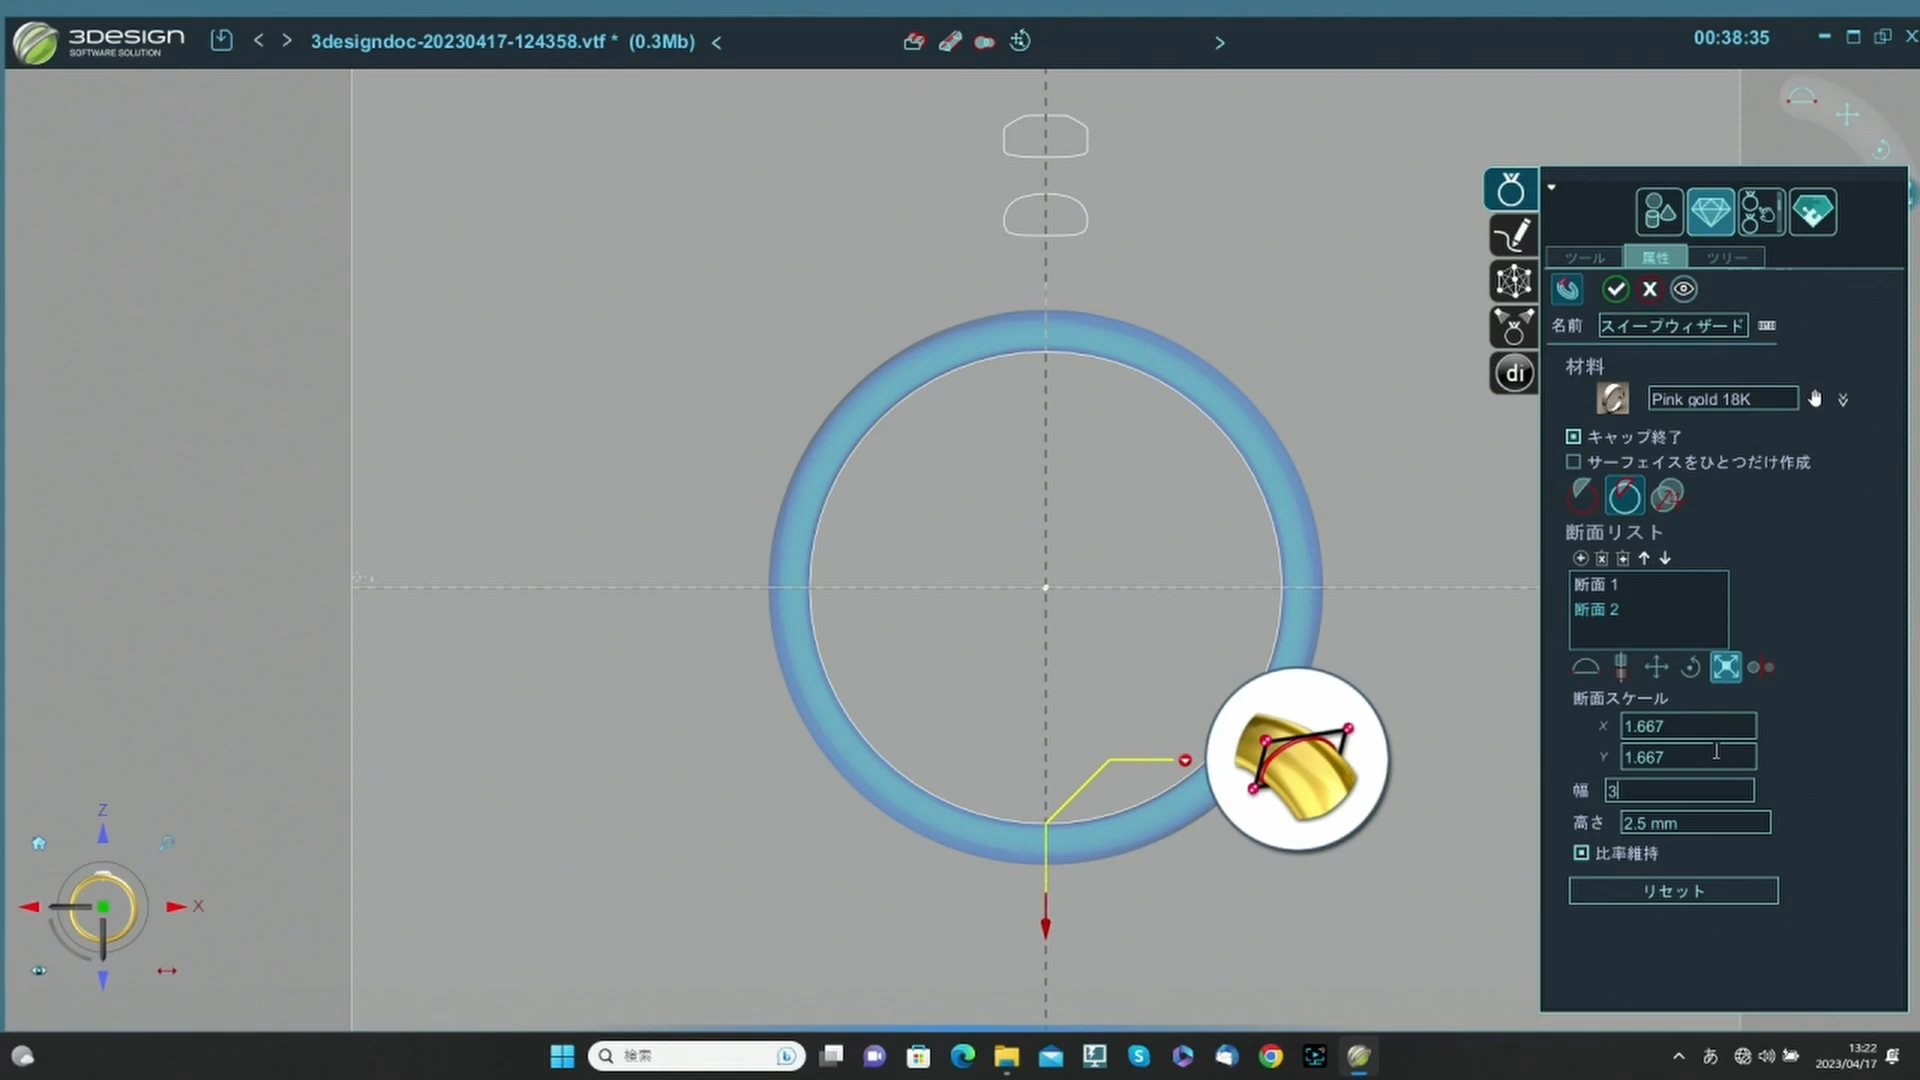 3DESIGN
SOFTWARE SOLUTION
3designdoc-20230417-124358.vtf * (0.3Mb)
00:38:35
ツール
属性
ツリー
名前
スイープウィザード
材料
Pink gold 18K
キャップ終了
サーフェイスをひとつだけ作成
断面リスト
断面 1
断面 2
断面スケール
X 1.667
Y 1.667
幅 3
高さ 2.5 mm
比率維持
リセット
di
Z
X
検索
あ
13:22
2023/04/17